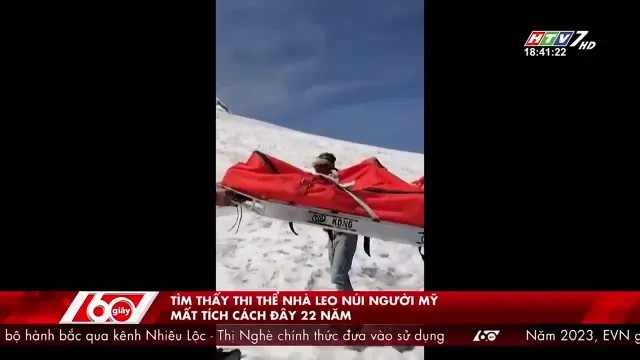 HTV7 HD
18:41:22
KONG
60 giây
TÌM THẤY THI THỂ NHÀ LEO NÚI NGƯỜI MỸ
MẤT TÍCH CÁCH ĐÂY 22 NĂM
bộ hành bắc qua kênh Nhiêu Lộc - Thị Nghè chính thức đưa vào sử dụng 60 Năm 2023, EVN g